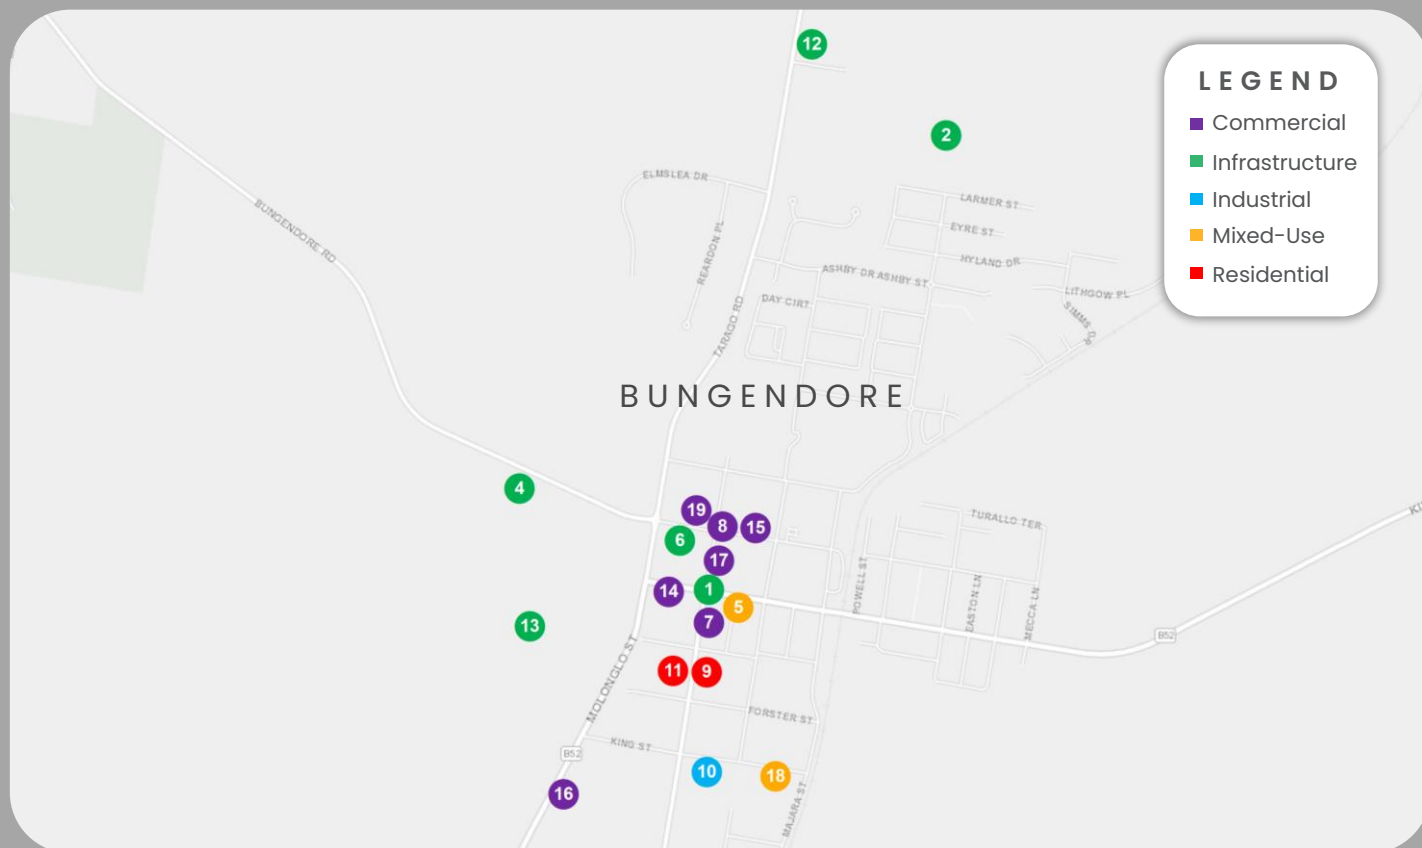 12
LEGEND
Commercial
2
Infrastructure
ELMSLEA DR
LARMER ST
Industrial
BUNGENDORE RD
EYRE ST
Mixed-Use
REARDON PL
HYLAND DR
ASHBY DR ASHBY ST
Residential
LITHGOW PL
DAY CIRT
SIMMS DR
TARAGO RD
BUNGENDORE
4
19
8
15
TURALLO TER
6
17
14
1
5
POWELL ST
EASTON LN
MECCA LN
7
13
B52
MOLONGLO ST
11
9
FORSTER ST
KING ST
B52
10
18
16
MAJARA ST